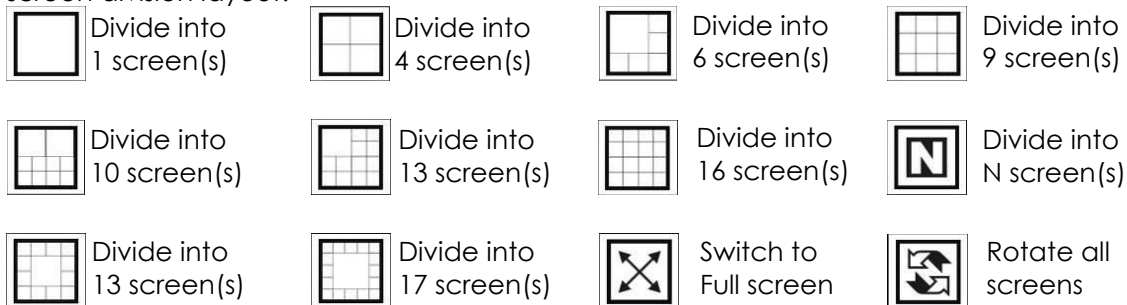 screen division layout.
Divide into
1 screen(s)
Divide into
4 screen(s)
Divide into
6 screen(s)
Divide into
9 screen(s)
Divide into
10 screen(s)
Divide into
13 screen(s)
Divide into
16 screen(s)
N
Divide into
N screen(s)
Divide into
13 screen(s)
Divide into
17 screen(s)
Switch to
Full screen
Rotate all
screens